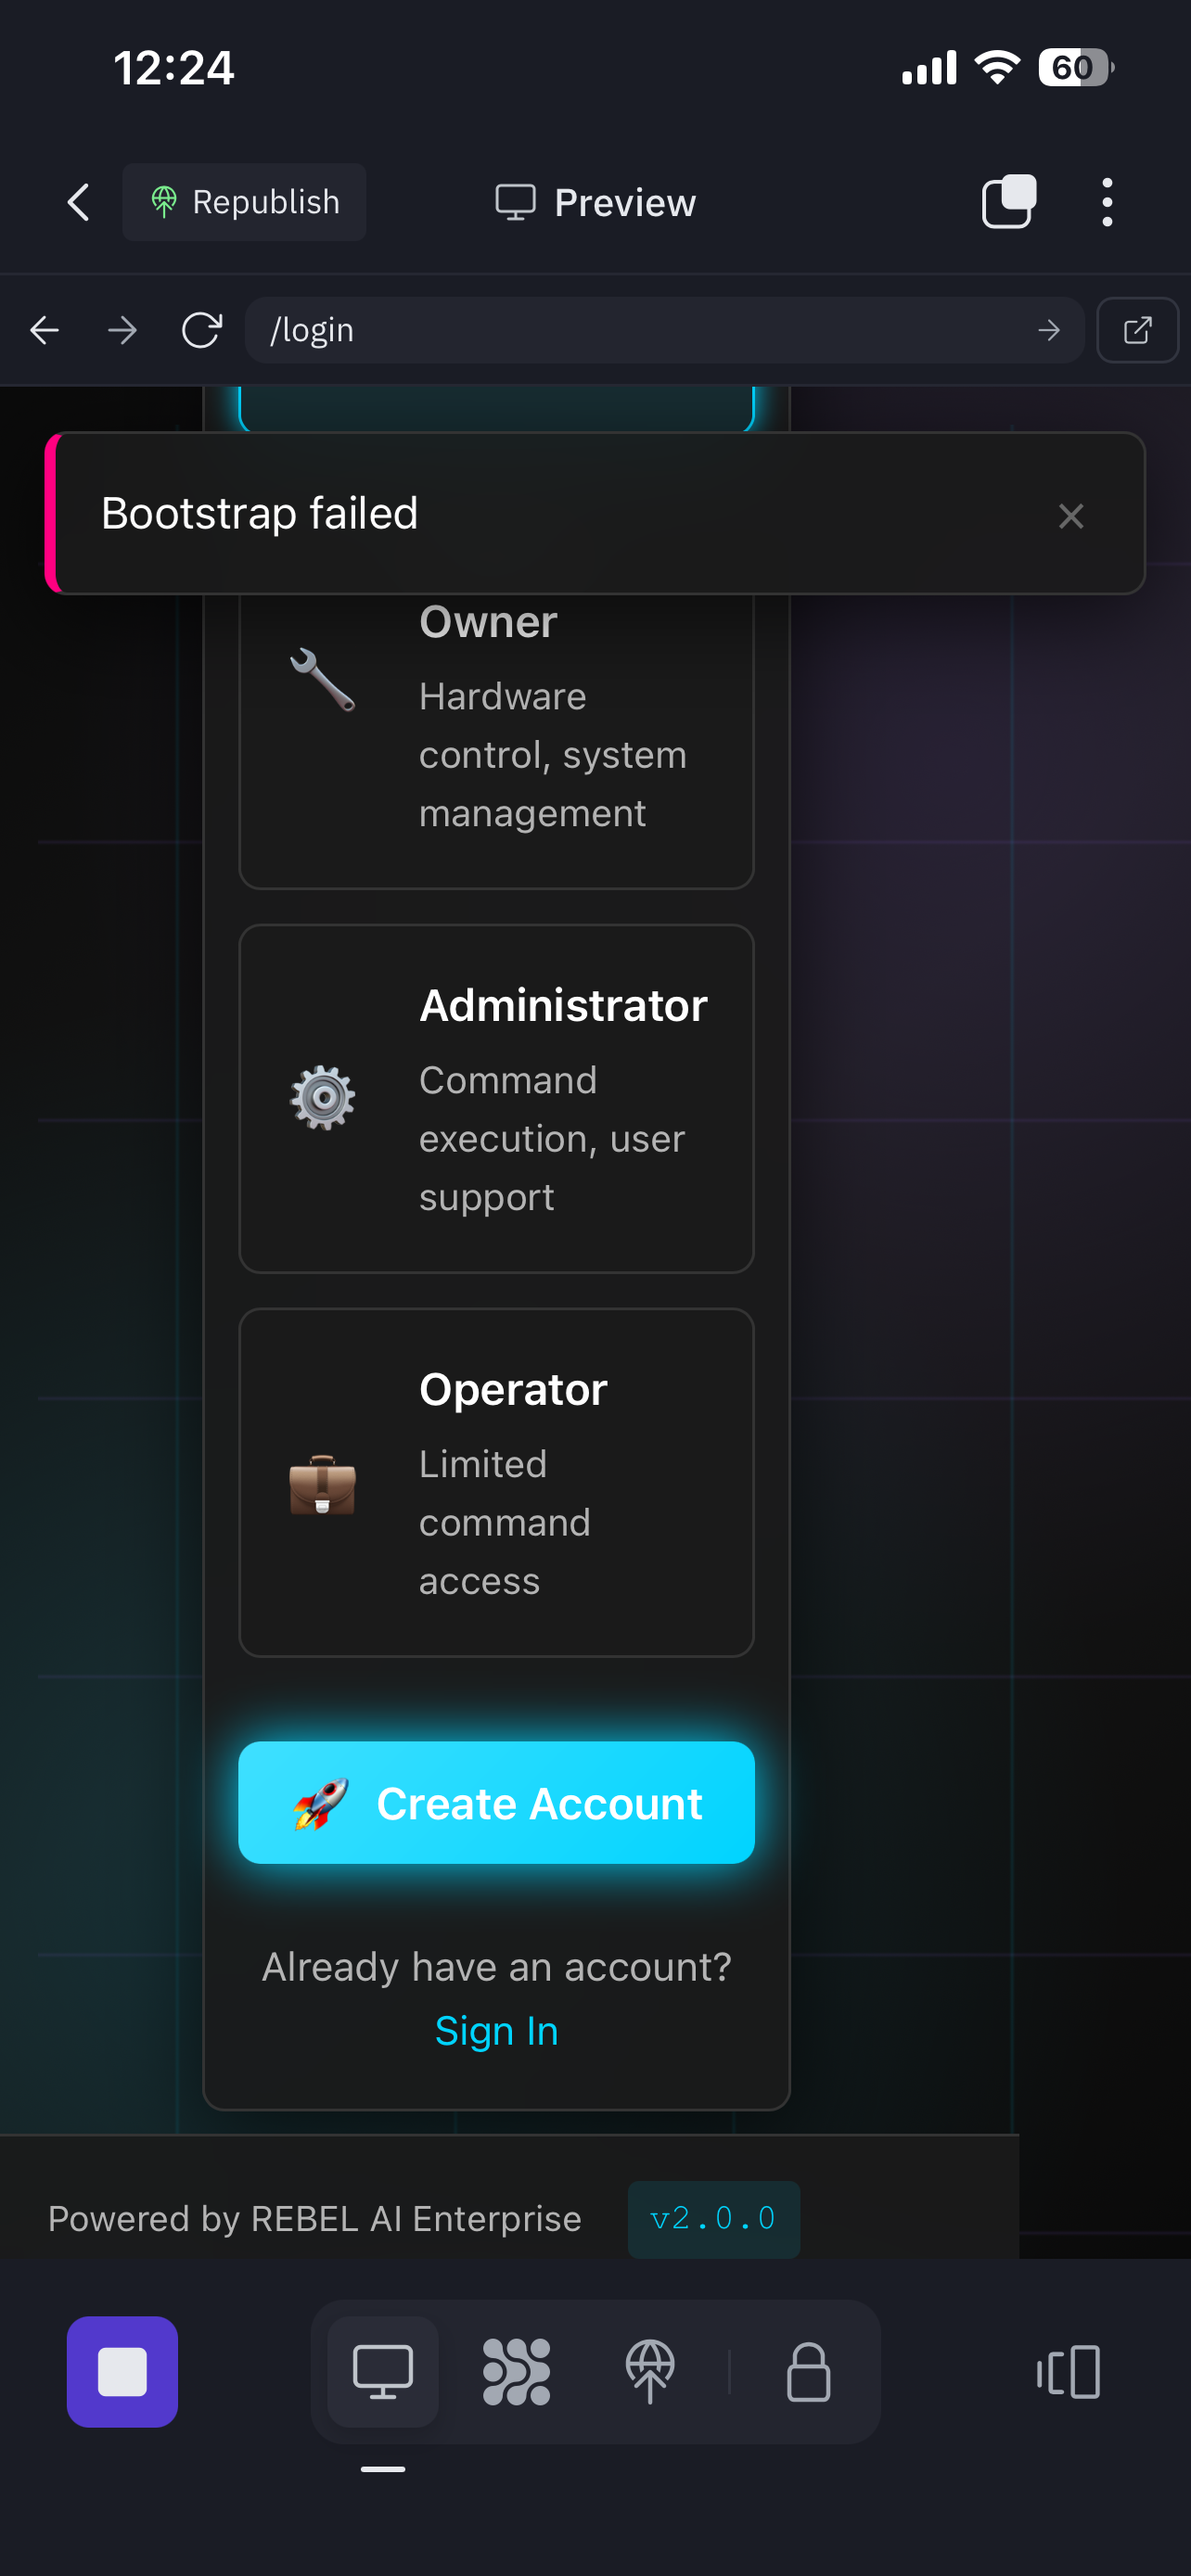 12:24
60
Republish
Preview
/login
Bootstrap failed
×
Owner
Hardware
control, system
management
Administrator
Command
execution, user
support
Operator
Limited
command
access
Create Account
Already have an account?
Sign In
Powered by REBEL AI Enterprise
v2.0.0